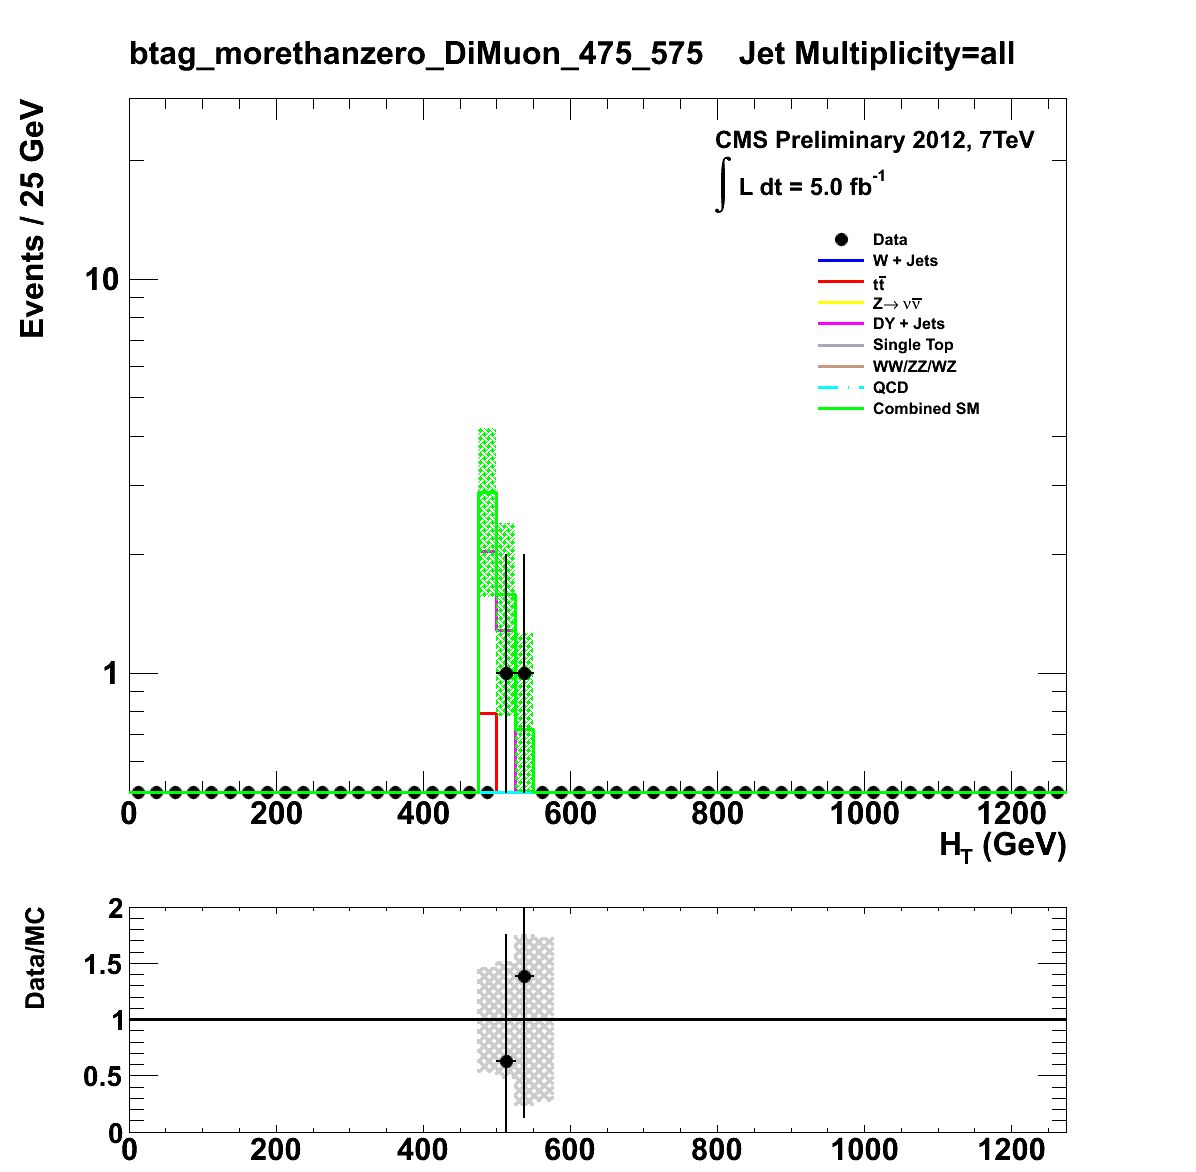 btag_morethanzero_DiMuon_475_575 Jet Multiplicity=all
Events / 25 GeV
CMS Preliminary 2012, 7TeV
∫ L dt = 5.0 fb⁻¹
Data
W + Jets
tt̅
Z→ νν̅
DY + Jets
Single Top
WW/ZZ/WZ
QCD
Combined SM
10
1
0 200 400 600 800 1000 1200
H_T (GeV)
Data/MC
2
1.5
1
0.5
0
0 200 400 600 800 1000 1200